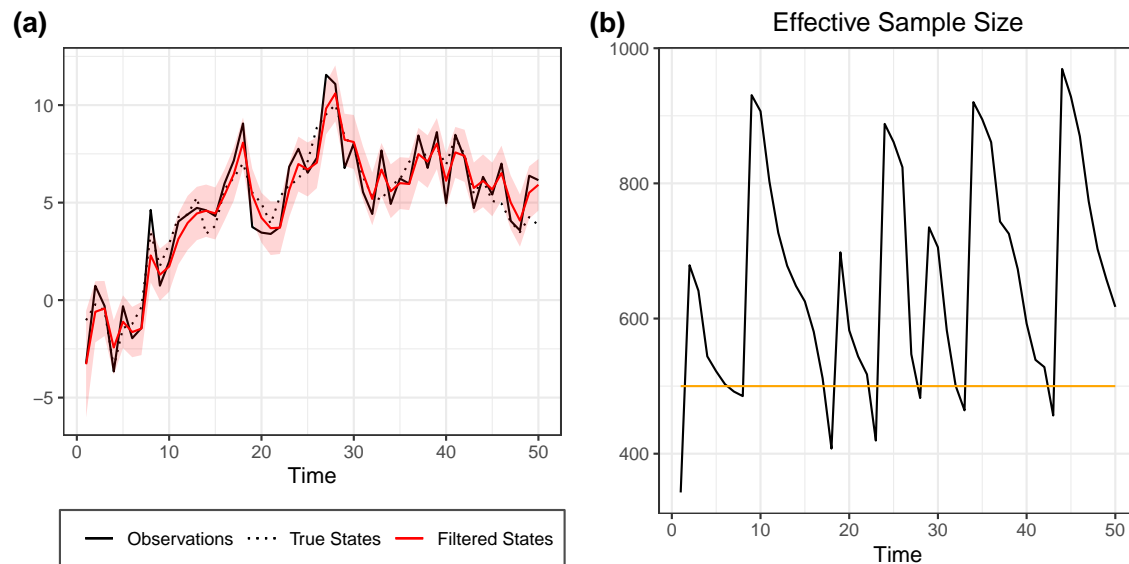 (a)
10
5
0
−5
0 10 20 30 40 50
Time
Observations True States Filtered States
(b) Effective Sample Size
1000
800
600
400
0 10 20 30 40 50
Time